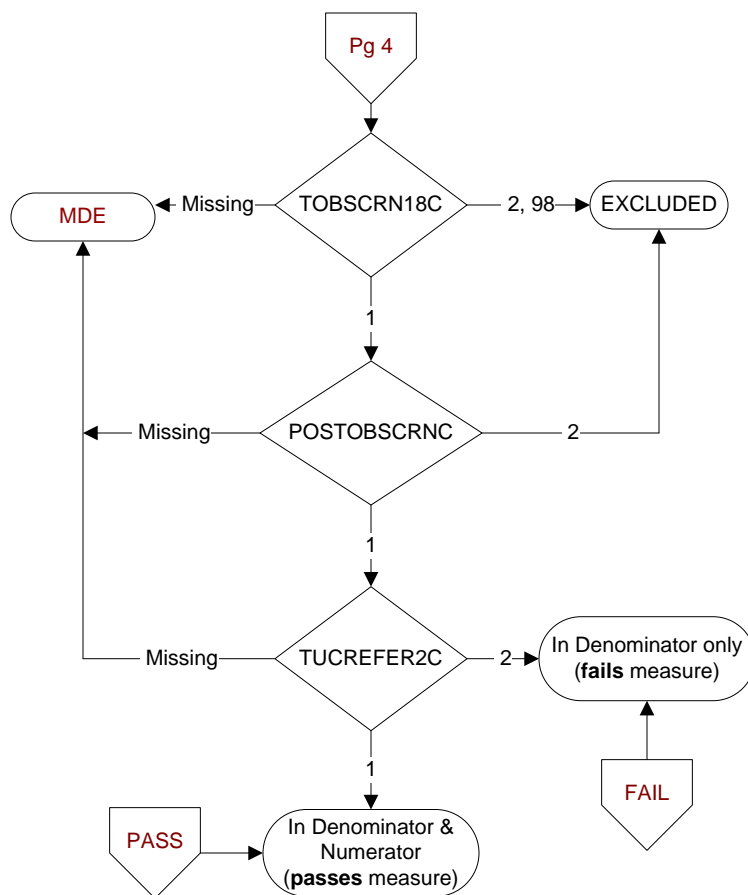 Pg 4
MDE
Missing
TOBSCRN18C
2, 98
EXCLUDED
1
Missing
POSTOBSCRNC
2
1
Missing
TUCREFER2C
2
In Denominator only
(fails measure)
1
FAIL
PASS
In Denominator &
Numerator
(passes measure)